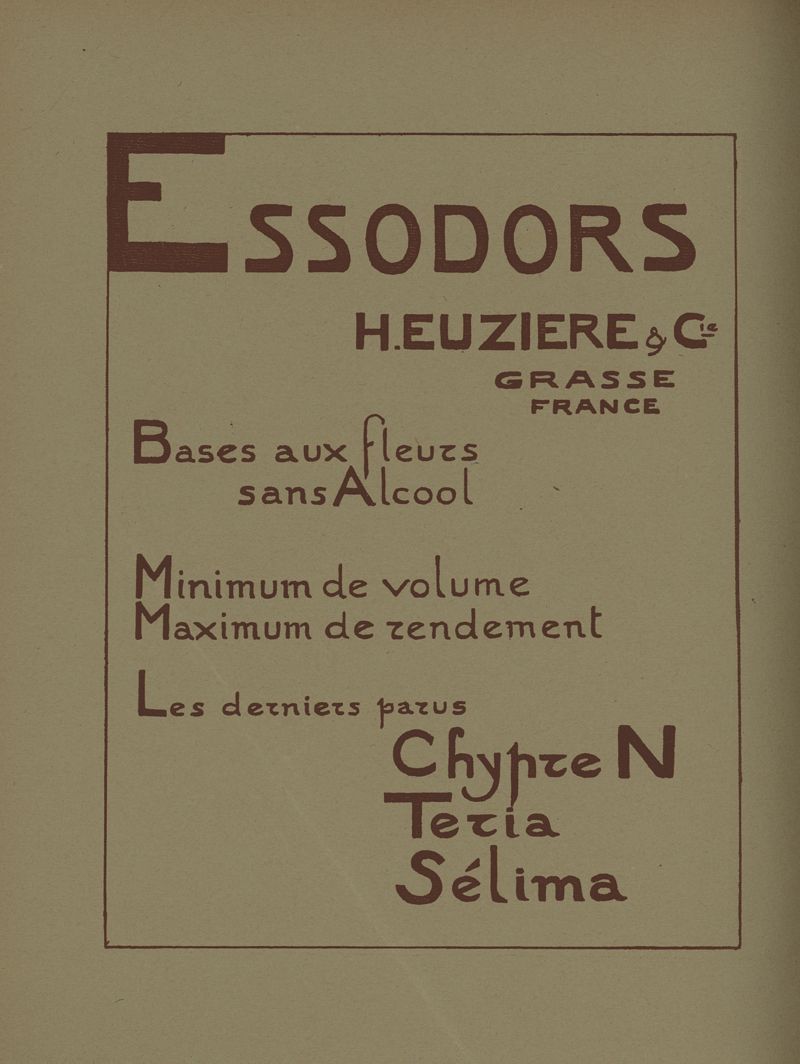 ESSODORS
H.EUZIERE & Cie
GRASSE
FRANCE
Bases aux fleurs
sans Alcool
Minimum de volume
Maximum de rendement
Les derniers parus
Chypre N
Teria
Sélima